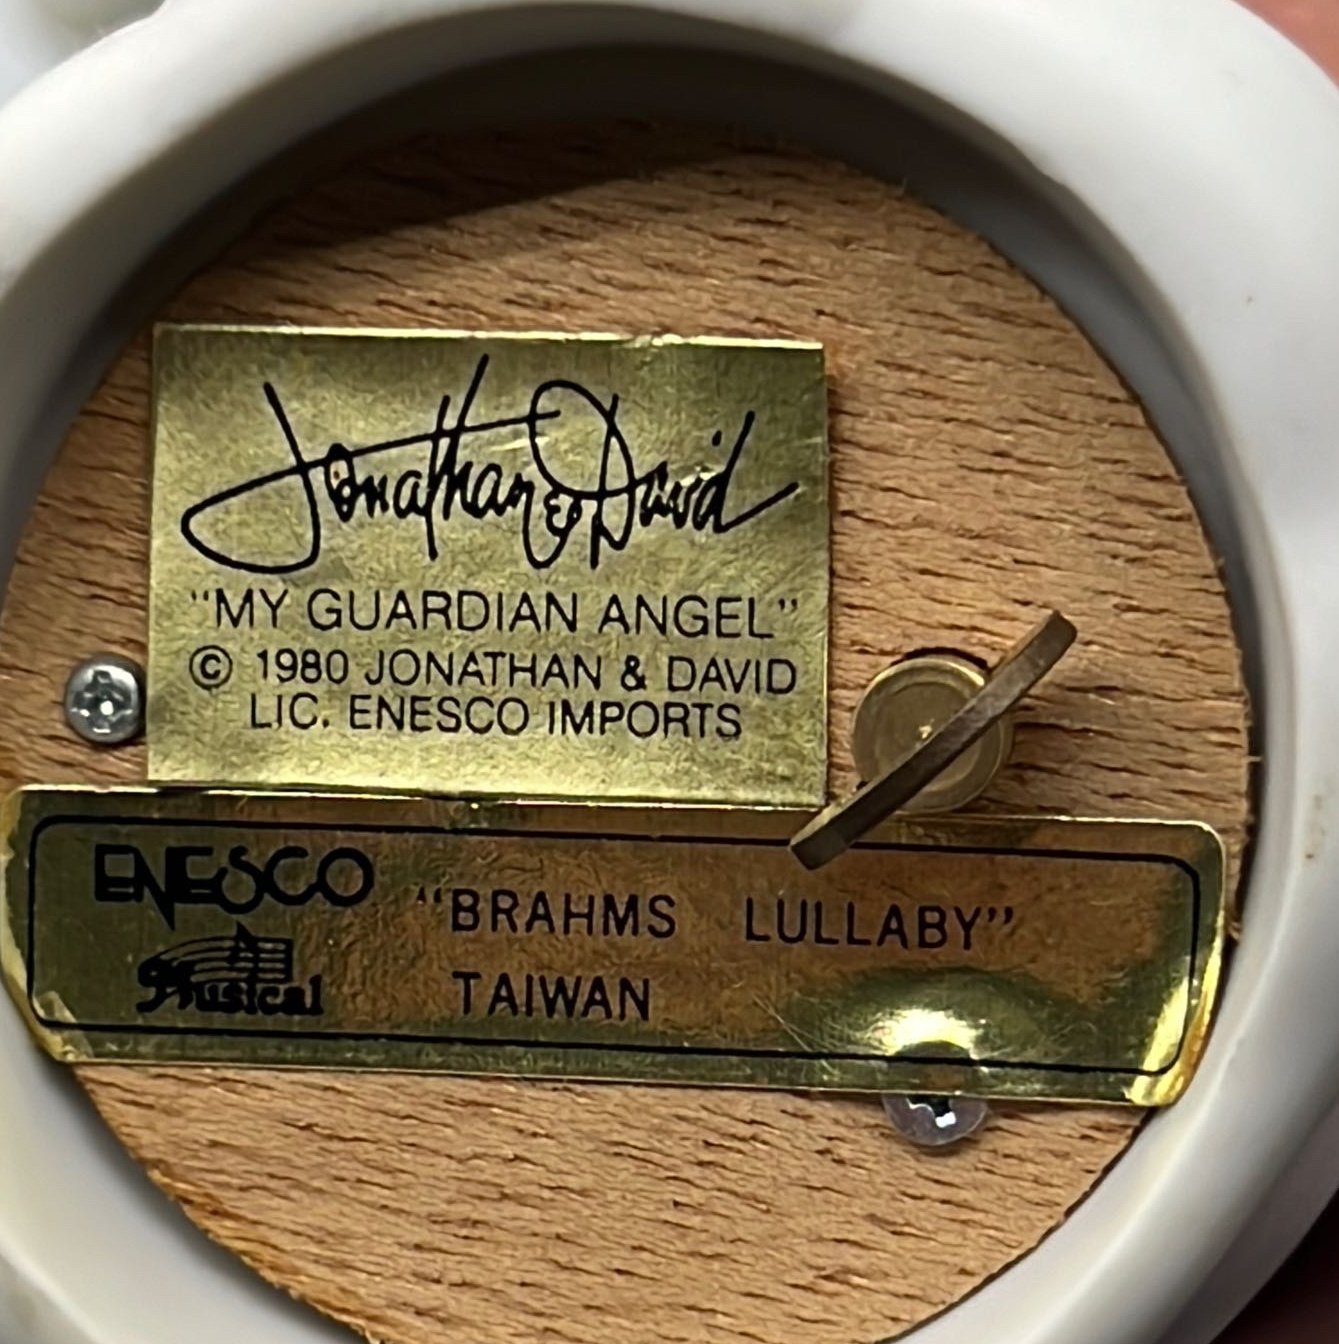 Jonathan & David
"MY GUARDIAN ANGEL"
© 1980 JONATHAN & DAVID
LIC. ENESCO IMPORTS
ENESCO
Musical
"BRAHMS LULLABY"
TAIWAN